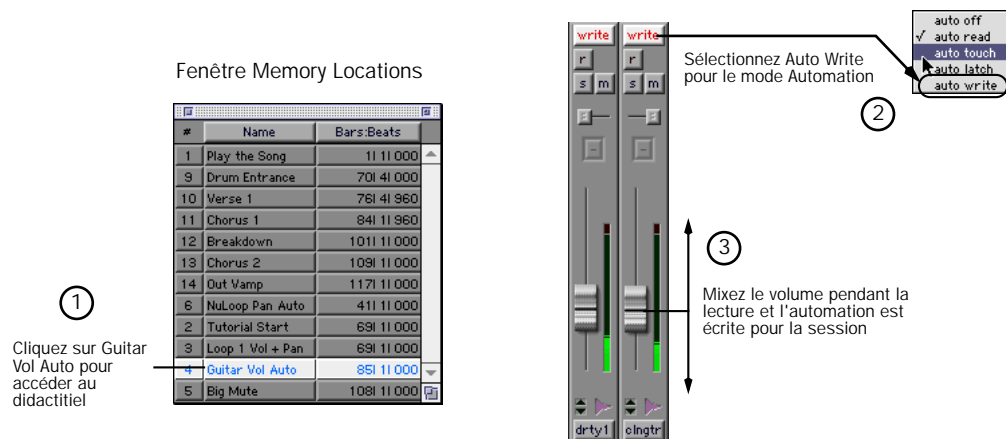 Fenêtre Memory Locations
# Name Bars:Beats
1 Play the Song 1| 1| 000
9 Drum Entrance 70| 4| 000
10 Verse 1 76| 4| 960
11 Chorus 1 84| 1| 960
12 Breakdown 101| 1| 000
13 Chorus 2 109| 1| 000
14 Out Vamp 117| 1| 000
6 NuLoop Pan Auto 41| 1| 000
2 Tutorial Start 69| 1| 000
3 Loop 1 Vol + Pan 69| 1| 000
4 Guitar Vol Auto 85| 1| 000
5 Big Mute 108| 1| 000
1
Cliquez sur Guitar
Vol Auto pour
accéder au
didactitiel
write write
r r
s m s m
drty1 clngtr
Sélectionnez Auto Write
pour le mode Automation
2
auto off
√ auto read
auto touch
auto latch
auto write
3
Mixez le volume pendant la
lecture et l'automation est
écrite pour la session